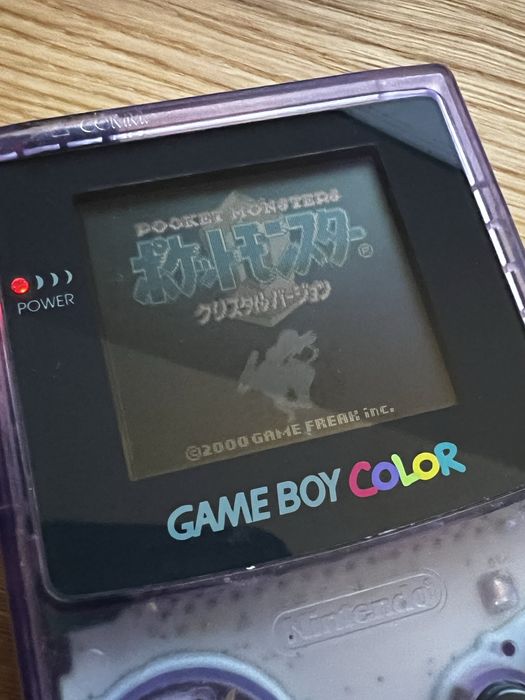 POCKET MONSTERS
ポケットモンスター
®
クリスタルバージョン
POWER
©2000 GAME FREAK inc.
GAME BOY COLOR
Nintendo